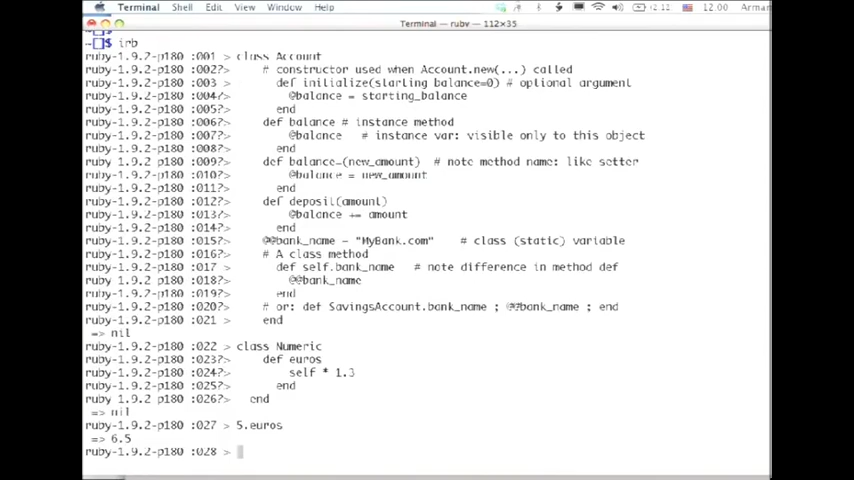 Terminal Shell Edit View Window Help 12:00 Arman
Terminal — ruby — 112×35
~[]$ irb
ruby-1.9.2-p180 :001 > class Account
ruby-1.9.2-p180 :002?>     # constructor used when Account.new(...) called
ruby-1.9.2-p180 :003 >       def initialize(starting_balance=0) # optional argument
ruby-1.9.2-p180 :004?>         @balance = starting_balance
ruby-1.9.2-p180 :005?>       end
ruby-1.9.2-p180 :006?>     def balance # instance method
ruby-1.9.2-p180 :007?>         @balance   # instance var: visible only to this object
ruby-1.9.2-p180 :008?>       end
ruby-1.9.2-p180 :009?>     def balance=(new_amount)  # note method name: like setter
ruby-1.9.2-p180 :010?>         @balance = new_amount
ruby-1.9.2-p180 :011?>       end
ruby-1.9.2-p180 :012?>     def deposit(amount)
ruby-1.9.2-p180 :013?>         @balance += amount
ruby-1.9.2-p180 :014?>       end
ruby-1.9.2-p180 :015?>     @@bank_name = "MyBank.com"    # class (static) variable
ruby-1.9.2-p180 :016?>     # A class method
ruby-1.9.2-p180 :017 >       def self.bank_name   # note difference in method def
ruby-1.9.2-p180 :018?>         @@bank_name
ruby-1.9.2-p180 :019?>       end
ruby-1.9.2-p180 :020?>     # or: def SavingsAccount.bank_name ; @@bank_name ; end
ruby-1.9.2-p180 :021 >     end
=> nil
ruby-1.9.2-p180 :022 > class Numeric
ruby-1.9.2-p180 :023?>     def euros
ruby-1.9.2-p180 :024?>         self * 1.3
ruby-1.9.2-p180 :025?>       end
ruby-1.9.2-p180 :026?>   end
=> nil
ruby-1.9.2-p180 :027 > 5.euros
=> 6.5
ruby-1.9.2-p180 :028 >